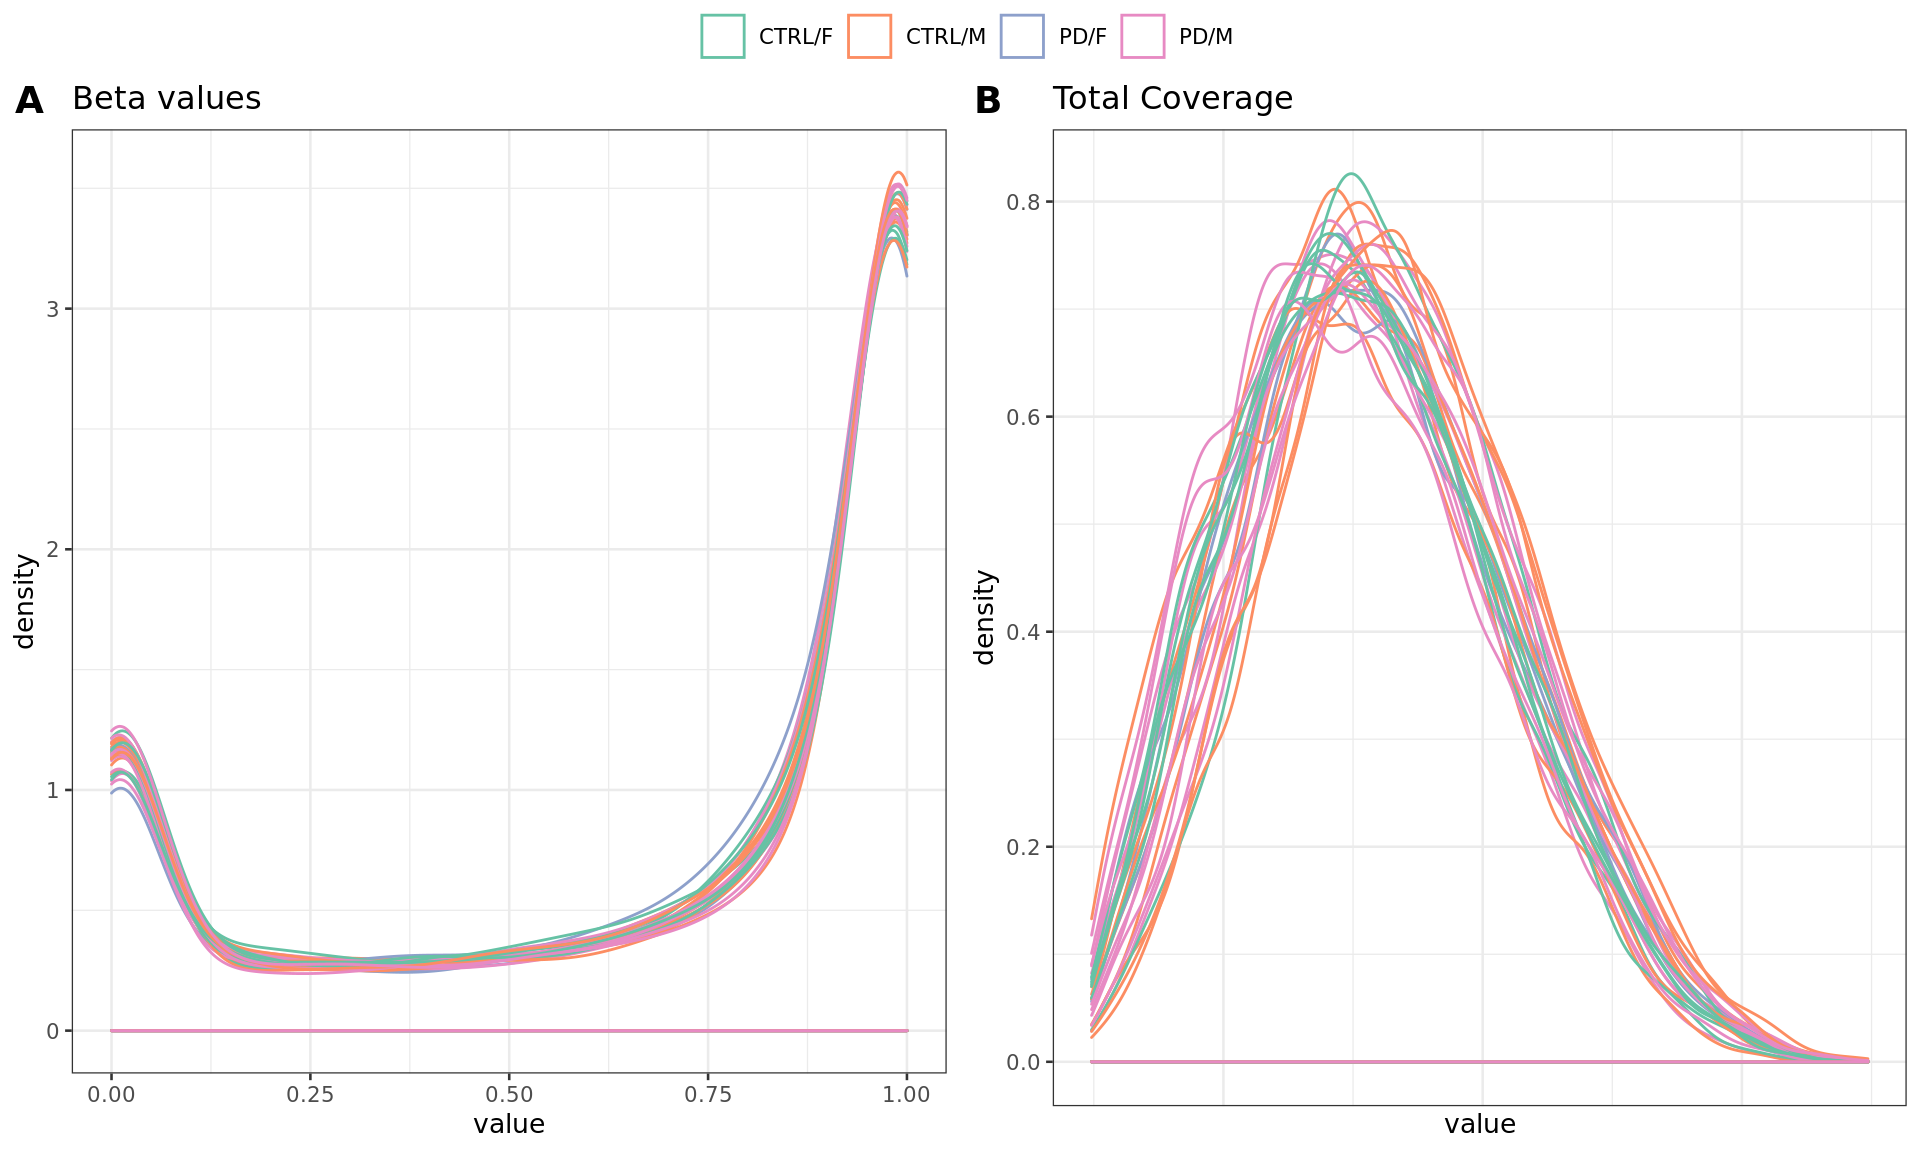 CTRL/F CTRL/M PD/F PD/M
A Beta values
density
3
2
1
0
0.00 0.25 0.50 0.75 1.00
value
B Total Coverage
density
0.8
0.6
0.4
0.2
0.0
value